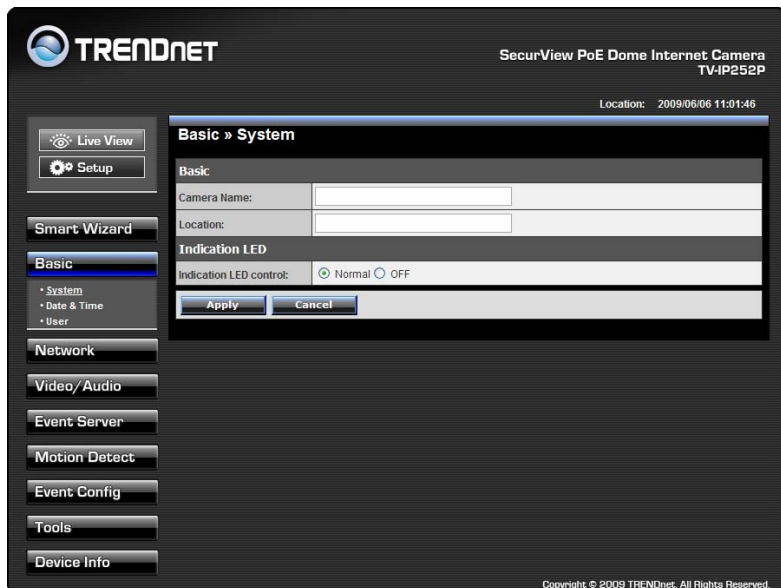 TRENDNET
SecurView PoE Dome Internet Camera
TV-IP252P
Location: 2009/06/06 11:01:46
Live View
Setup
Smart Wizard
Basic
• System
• Date & Time
• User
Network
Video/Audio
Event Server
Motion Detect
Event Config
Tools
Device Info
Basic » System
Basic
Camera Name:
Location:
Indication LED
Indication LED control: Normal OFF
Apply Cancel
Copyright © 2009 TRENDnet. All Rights Reserved.